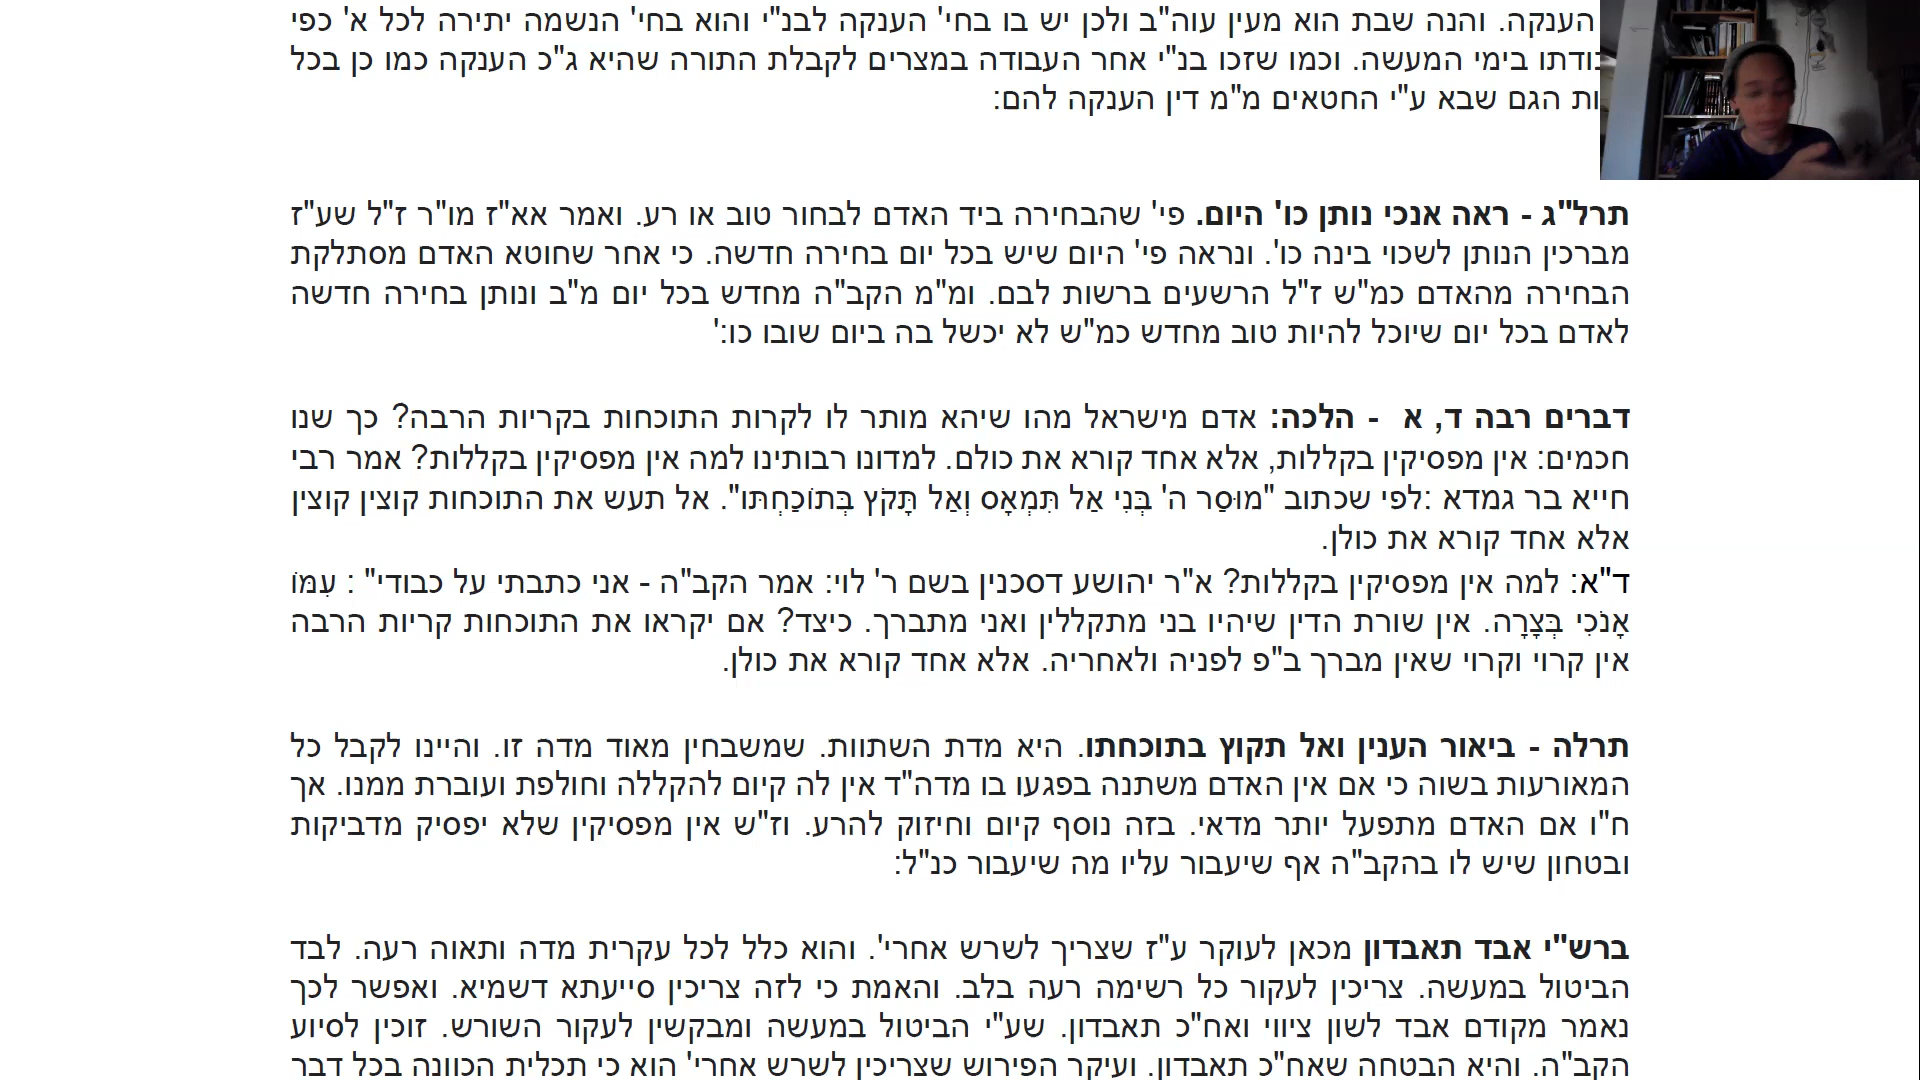 הענקה. והנה שבת הוא מעין עוה"ב ולכן יש בו בחי' הענקה לבנ"י והוא בחי' הנשמה יתירה לכל א' כפי
בימי המעשה. וכמו שזכו בנ"י אחר העבודה במצרים לקבלת התורה שהיא ג"כ הענקה כמו כן בכל
הגם שבא ע"י החטאים מ"מ דין הענקה להם:
תרל"ג - ראה אנכי נותן כו' היום. פי' שהבחירה ביד האדם לבחור טוב או רע. ואמר אא"ז מו"ר ז"ל שע"ז
מברכין הנותן לשכוי בינה כו'. ונראה פי' היום שיש בכל יום בחירה חדשה. כי אחר שחוטא האדם מסתלקת
הבחירה מהאדם כמ"ש ז"ל הרשעים ברשות לבם. ומ"מ הקב"ה מחדש בכל יום מ"ב ונותן בחירה חדשה
לאדם בכל יום שיוכל להיות טוב מחדש כמ"ש לא יכשל בה ביום שובו כו':
דברים רבה ד, א - הלכה: אדם מישראל מהו שיהא מותר לו לקרות התוכחות בקריות הרבה? כך שנו
חכמים: אין מפסיקין בקללות, אלא אחד קורא את כולם. למדונו רבותינו למה אין מפסיקין בקללות? אמר רבי
חייא בר גמדא :לפי שכתוב "מוּסַר ה' בְּנִי אַל תִּמְאָס וְאַל תָּקֹץ בְּתוֹכַחְתּוֹ". אל תעש את התוכחות קוצין קוצין
אלא אחד קורא את כולן.
ד"א: למה אין מפסיקין בקללות? א"ר יהושע דסכנין בשם ר' לוי: אמר הקב"ה - אני כתבתי על כבודי" : עִמּוֹ
אָנֹכִי בְּצָרָה. אין שורת הדין שיהיו בני מתקללין ואני מתברך. כיצד? אם יקראו את התוכחות קריות הרבה
אין קרוי וקרוי שאין מברך ב"פ לפניה ולאחריה. אלא אחד קורא את כולן.
תרלה - ביאור הענין ואל תקוץ בתוכחתו. היא מדת השתוות. שמשבחין מאוד מדה זו. והיינו לקבל כל
המאורעות בשוה כי אם אין האדם משתנה בפגעו בו מדה"ד אין לה קיום להקללה וחולפת ועוברת ממנו. אך
ח"ו אם האדם מתפעל יותר מדאי. בזה נוסף קיום וחיזוק להרע. וז"ש אין מפסיקין שלא יפסיק מדביקות
ובטחון שיש לו בהקב"ה אף שיעבור עליו מה שיעבור כנ"ל:
ברש"י אבד תאבדון מכאן לעוקר ע"ז שצריך לשרש אחרי'. והוא כלל לכל עקרית מדה ותאוה רעה. לבד
הביטול במעשה. צריכין לעקור כל רשימה רעה בלב. והאמת כי לזה צריכין סייעתא דשמיא. ואפשר לכך
נאמר מקודם אבד לשון ציווי ואח"כ תאבדון. שע"י הביטול במעשה ומבקשין לעקור השורש. זוכין לסיוע
הקב"ה. והיא הבטחה שאח"כ תאבדון. ועיקר הפירוש שצריכין לשרש אחרי' הוא כי תכלית הכוונה בכל דבר